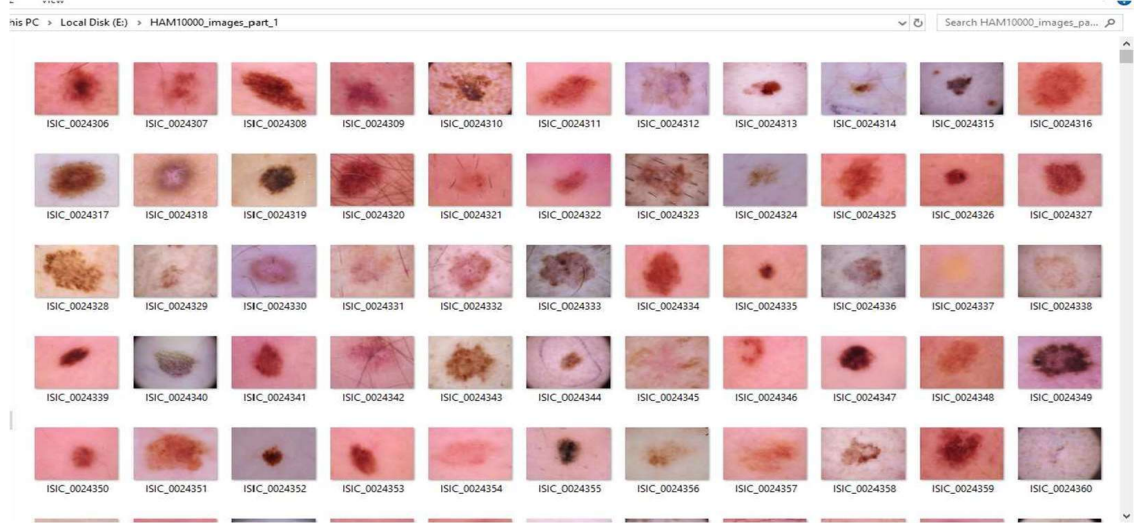 his PC > Local Disk (E:) > HAM10000_images_part_1 Search HAM10000_images_pa...
ISIC_0024306 ISIC_0024307 ISIC_0024308 ISIC_0024309 ISIC_0024310 ISIC_0024311 ISIC_0024312 ISIC_0024313 ISIC_0024314 ISIC_0024315 ISIC_0024316
ISIC_0024317 ISIC_0024318 ISIC_0024319 ISIC_0024320 ISIC_0024321 ISIC_0024322 ISIC_0024323 ISIC_0024324 ISIC_0024325 ISIC_0024326 ISIC_0024327
ISIC_0024328 ISIC_0024329 ISIC_0024330 ISIC_0024331 ISIC_0024332 ISIC_0024333 ISIC_0024334 ISIC_0024335 ISIC_0024336 ISIC_0024337 ISIC_0024338
ISIC_0024339 ISIC_0024340 ISIC_0024341 ISIC_0024342 ISIC_0024343 ISIC_0024344 ISIC_0024345 ISIC_0024346 ISIC_0024347 ISIC_0024348 ISIC_0024349
ISIC_0024350 ISIC_0024351 ISIC_0024352 ISIC_0024353 ISIC_0024354 ISIC_0024355 ISIC_0024356 ISIC_0024357 ISIC_0024358 ISIC_0024359 ISIC_0024360